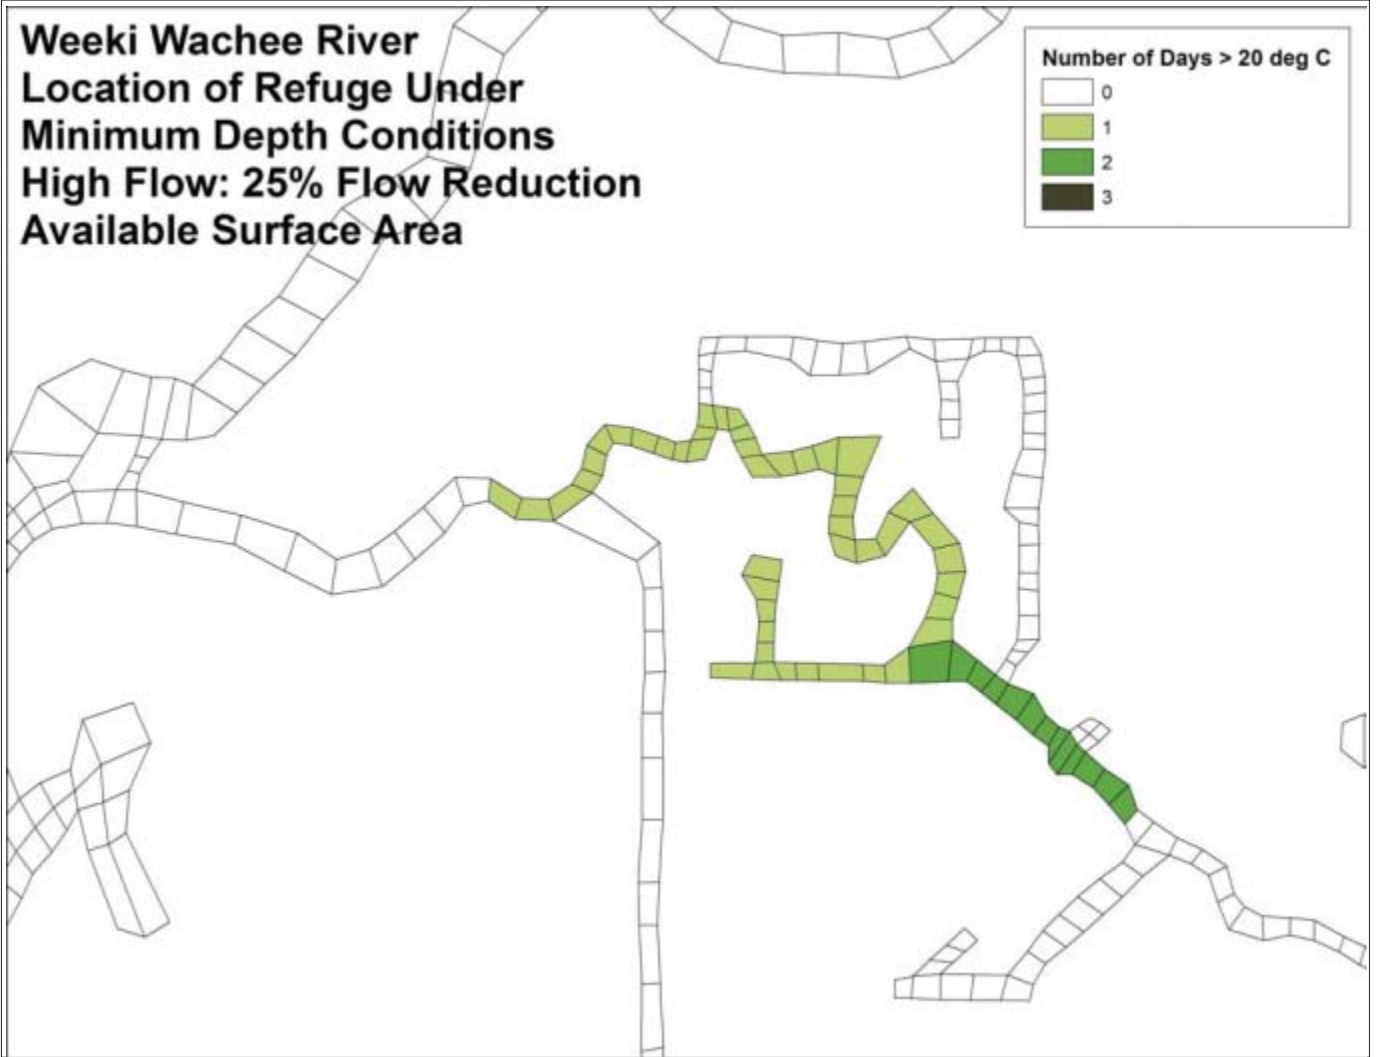 Weeki Wachee River
Location of Refuge Under
Minimum Depth Conditions
High Flow: 25% Flow Reduction
Available Surface Area
Number of Days > 20 deg C
0
1
2
3